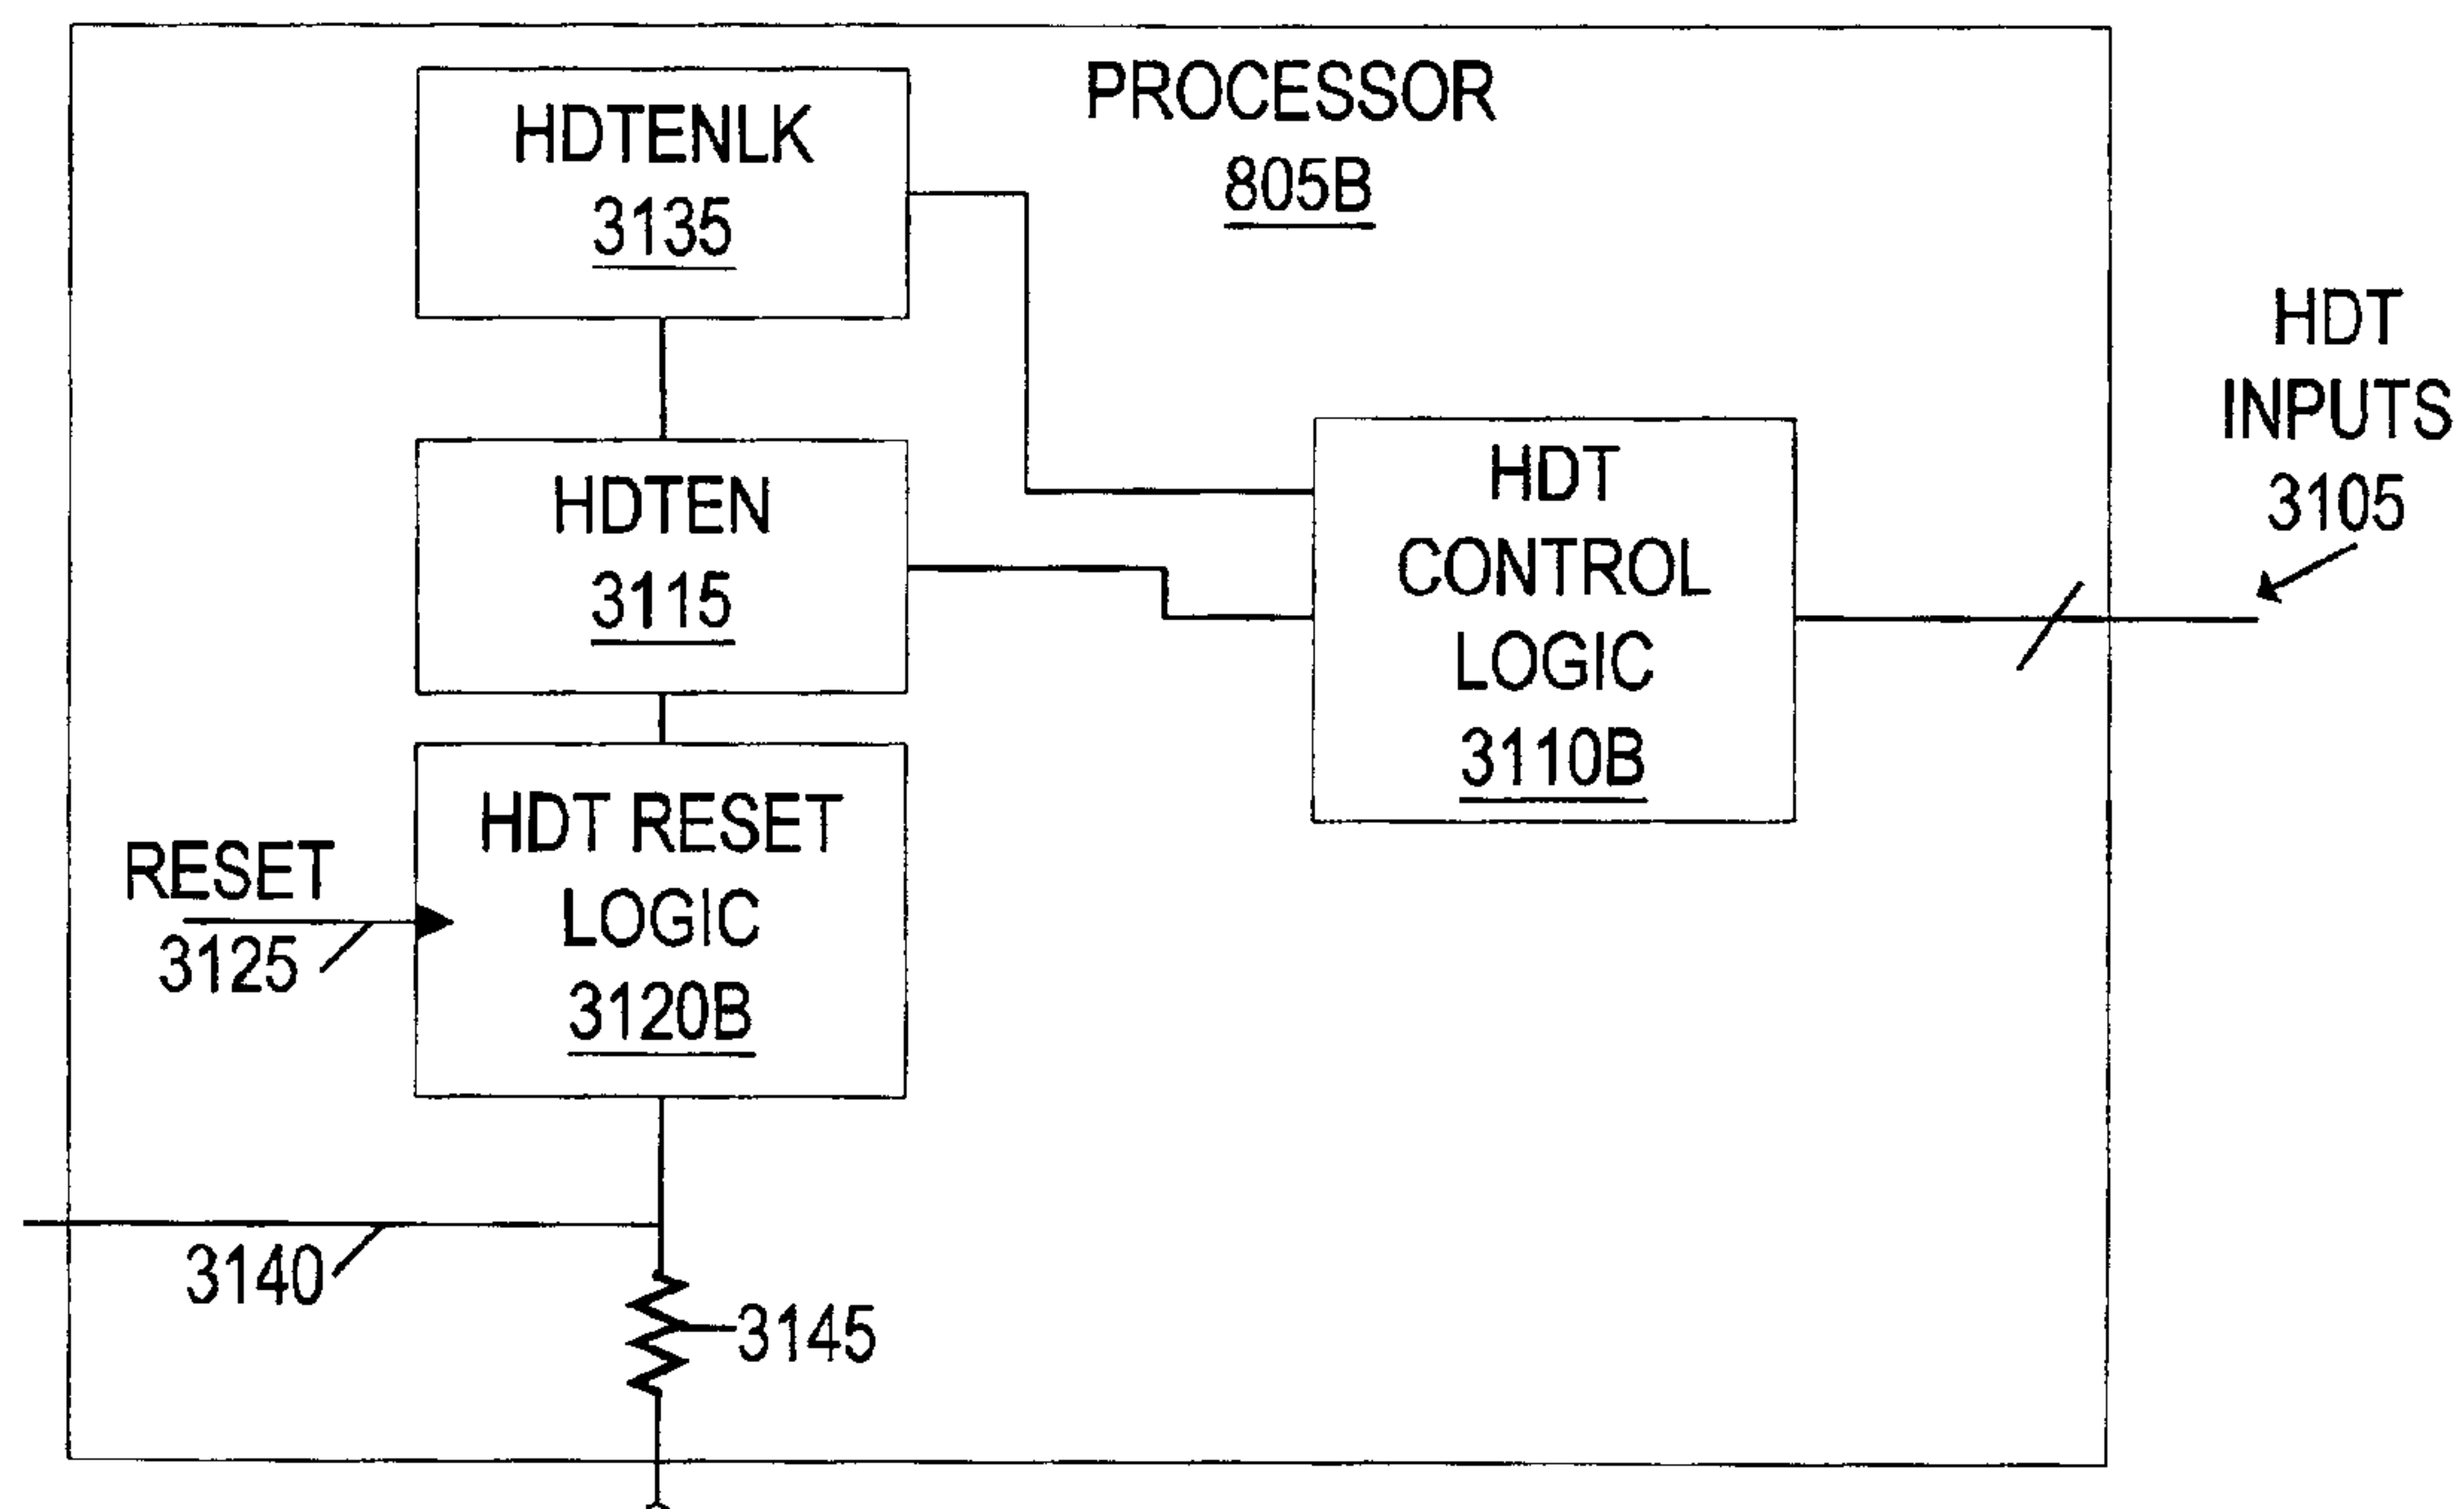 PROCESSOR
805B
HDTENLK
3135
HDTEN
3115
HDT
CONTROL
LOGIC
3110B
HDT
INPUTS
3105
HDT RESET
LOGIC
3120B
RESET
3125
3140
3145